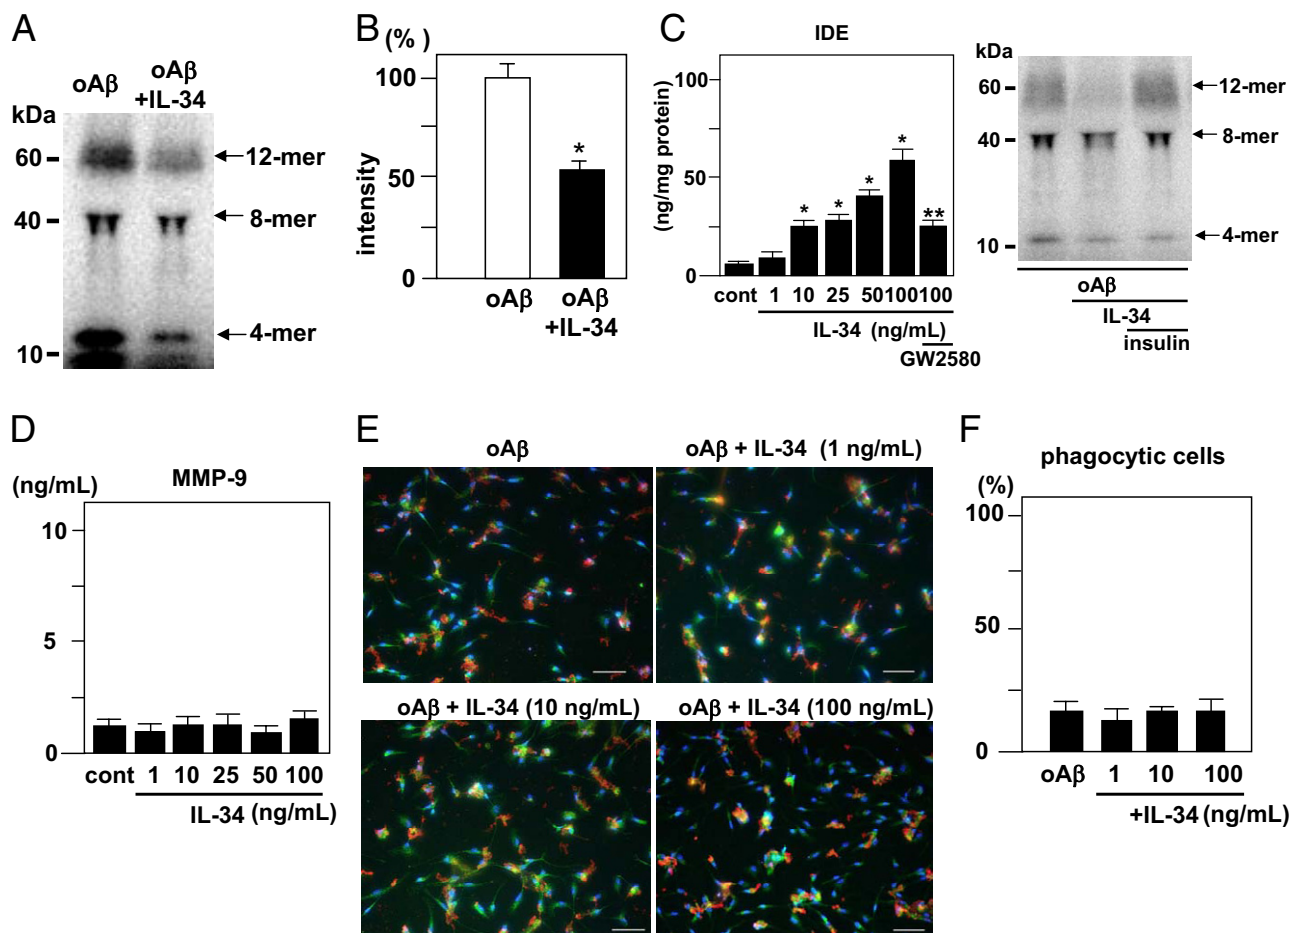 A
oAβ
oAβ
+IL-34
kDa
60
40
10
12-mer
8-mer
4-mer
B
(%)
intensity
100
50
0
*
oAβ
oAβ
+IL-34
C
IDE
(ng/mg protein)
100
50
0
* * * * **
cont 1 10 25 50 100 100
IL-34 (ng/mL)
GW2580
kDa
60
40
10
12-mer
8-mer
4-mer
oAβ
IL-34
insulin
D
(ng/mL)
MMP-9
10
5
0
cont 1 10 25 50 100
IL-34 (ng/mL)
E
oAβ
oAβ + IL-34 (1 ng/mL)
oAβ + IL-34 (10 ng/mL)
oAβ + IL-34 (100 ng/mL)
F
phagocytic cells
(%)
100
50
0
oAβ 1 10 100
+IL-34 (ng/mL)